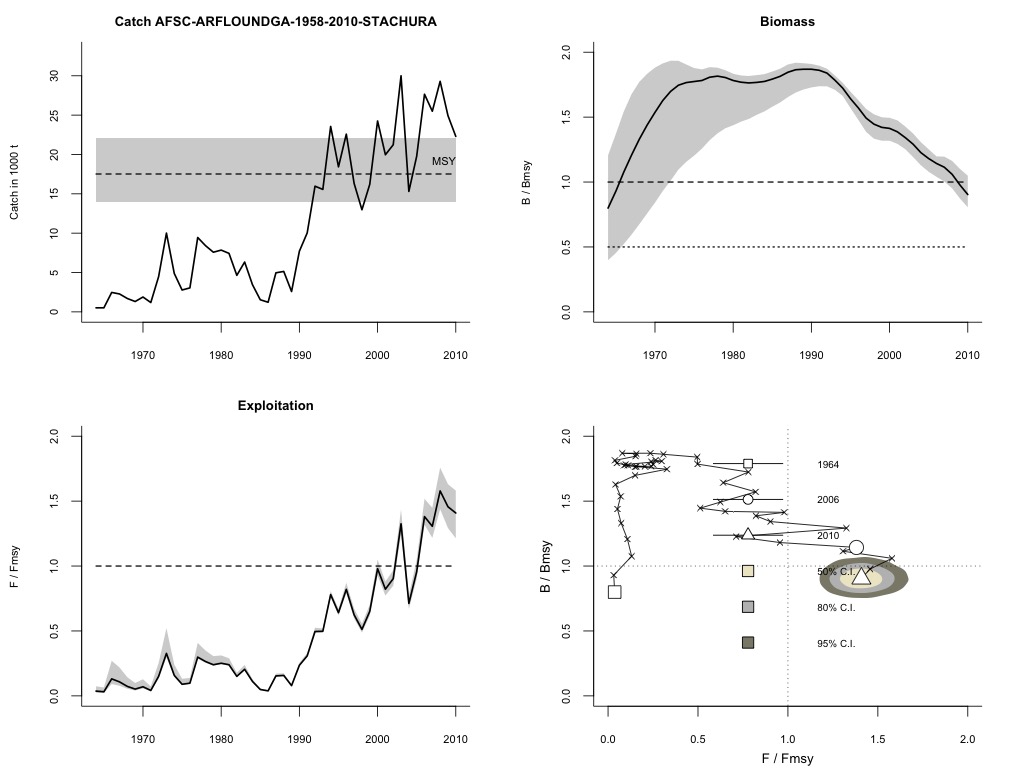 Catch AFSC-ARFLOUNDGA-1958-2010-STACHURA
Catch in 1000 t
30
25
20
15
10
5
0
MSY
1970 1980 1990 2000 2010
Biomass
B / Bmsy
2.0
1.5
1.0
0.5
0.0
1970 1980 1990 2000 2010
Exploitation
F / Fmsy
2.0
1.5
1.0
0.5
0.0
1970 1980 1990 2000 2010
B / Bmsy
2.0
1.5
1.0
0.5
0.0
1964
2006
2010
50% C.I.
80% C.I.
95% C.I.
0.0 0.5 1.0 1.5 2.0
F / Fmsy